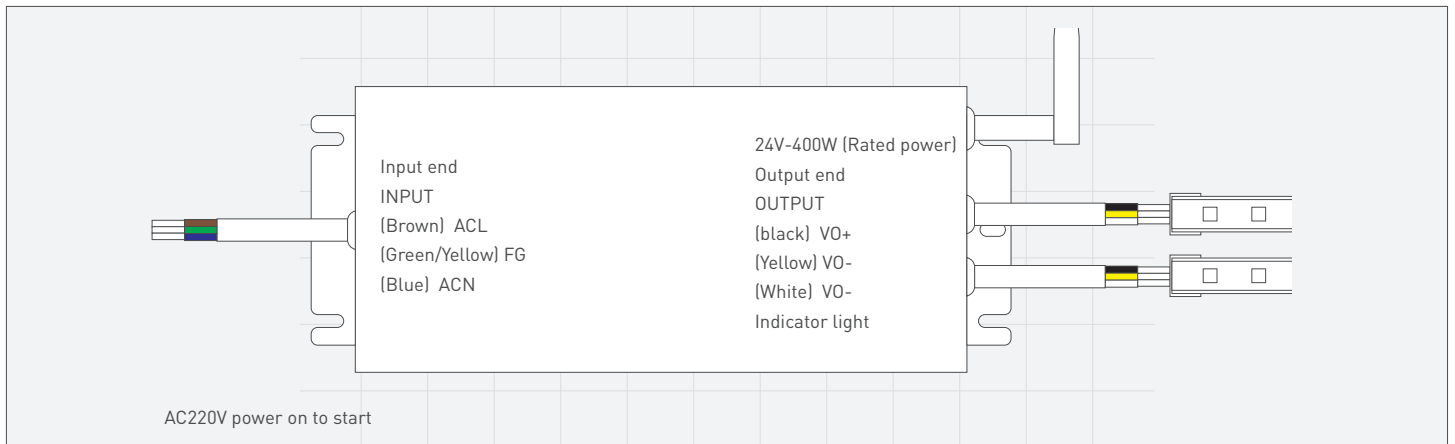 Input end
INPUT
(Brown)  ACL
(Green/Yellow) FG
(Blue)  ACN
24V-400W (Rated power)
Output end
OUTPUT
(black)  VO+
(Yellow) VO-
(White)  VO-
Indicator light
AC220V power on to start